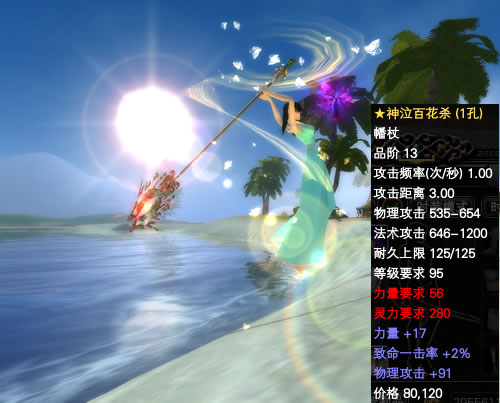 ★神泣百花杀 (1孔)
幡杖
品阶 13
攻击频率(次/秒) 1.00
攻击距离 3.00
物理攻击 535-654
法术攻击 646-1200
耐久上限 125/125
等级要求 95
力量要求 56
灵力要求 280
力量 +17
致命一击率 +2%
物理攻击 +91
价格 80,120